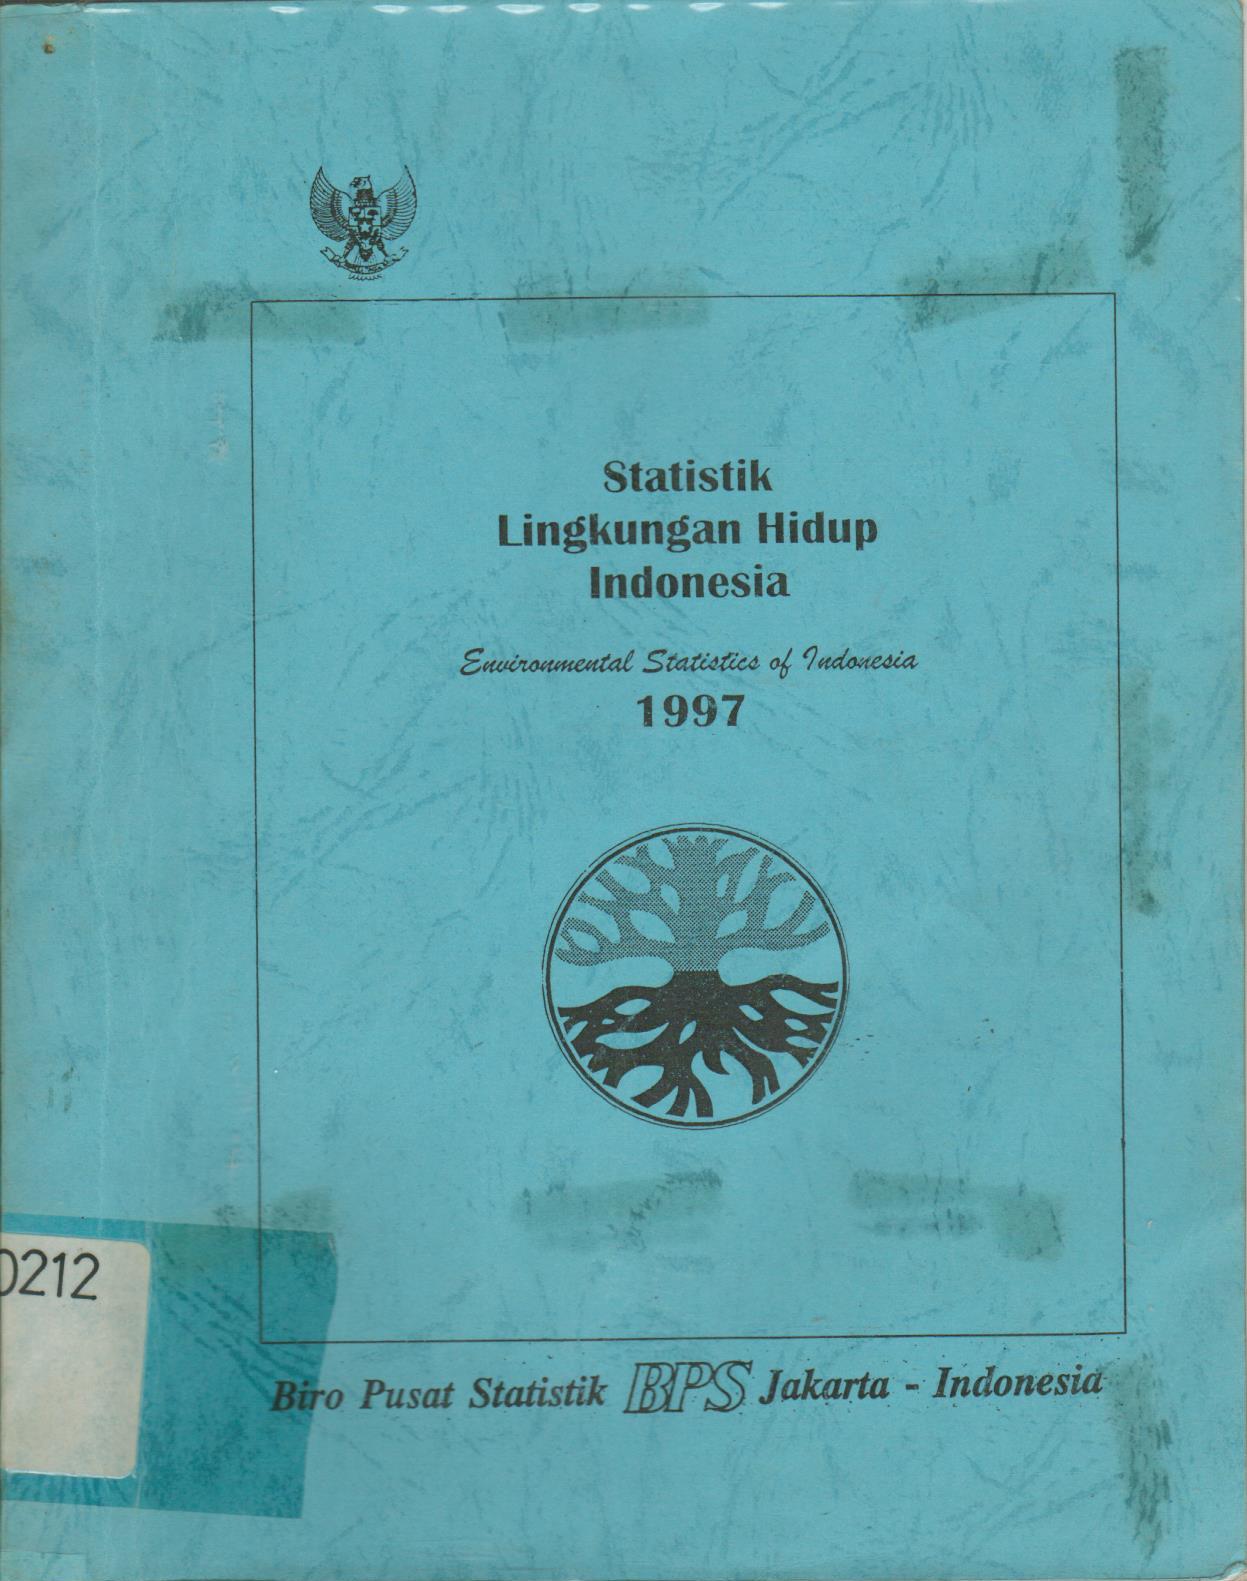 Statistik
Lingkungan Hidup
Indonesia
Environmental Statistics of Indonesia
1997
0212
Biro Pusat Statistik BPS Jakarta - Indonesia